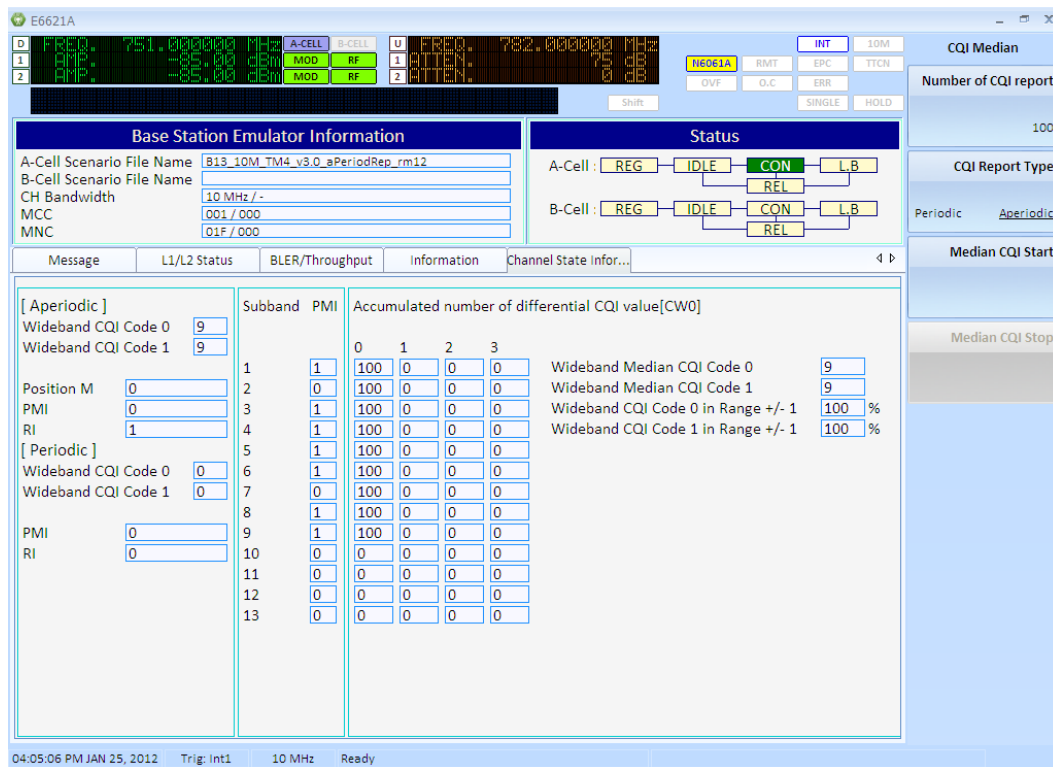 E6621A
D FREQ. 751.000000 MHz A-CELL B-CELL U FREQ. 782.000000 MHz INT 10M
1 AMP. -85.00 dBm MOD RF 1 ATTEN. 75 dB N6061A RMT EPC TTCN
2 AMP. -85.00 dBm MOD RF 2 ATTEN. 0 dB OVF O.C ERR
Shift SINGLE HOLD
CQI Median
Number of CQI report
100
CQI Report Type
Periodic Aperiodic
Median CQI Start
Median CQI Stop
Base Station Emulator Information
A-Cell Scenario File Name B13_10M_TM4_v3.0_aPeriodRep_rm12
B-Cell Scenario File Name
CH Bandwidth 10 MHz / -
MCC 001 / 000
MNC 01F / 000
Status
A-Cell : REG IDLE CON L.B
REL
B-Cell : REG IDLE CON L.B
REL
Message L1/L2 Status BLER/Throughput Information Channel State Infor...
[ Aperiodic ]
Wideband CQI Code 0 9
Wideband CQI Code 1 9
Position M 0
PMI 0
RI 1
[ Periodic ]
Wideband CQI Code 0 0
Wideband CQI Code 1 0
PMI 0
RI 0
Subband PMI Accumulated number of differential CQI value[CW0]
0 1 2 3
1 1 100 0 0 0
2 0 100 0 0 0
3 1 100 0 0 0
4 1 100 0 0 0
5 1 100 0 0 0
6 1 100 0 0 0
7 0 100 0 0 0
8 1 100 0 0 0
9 1 100 0 0 0
10 0 0 0 0 0
11 0 0 0 0 0
12 0 0 0 0 0
13 0 0 0 0 0
Wideband Median CQI Code 0 9
Wideband Median CQI Code 1 9
Wideband CQI Code 0 in Range +/- 1 100 %
Wideband CQI Code 1 in Range +/- 1 100 %
04:05:06 PM JAN 25, 2012 Trig: Int1 10 MHz Ready